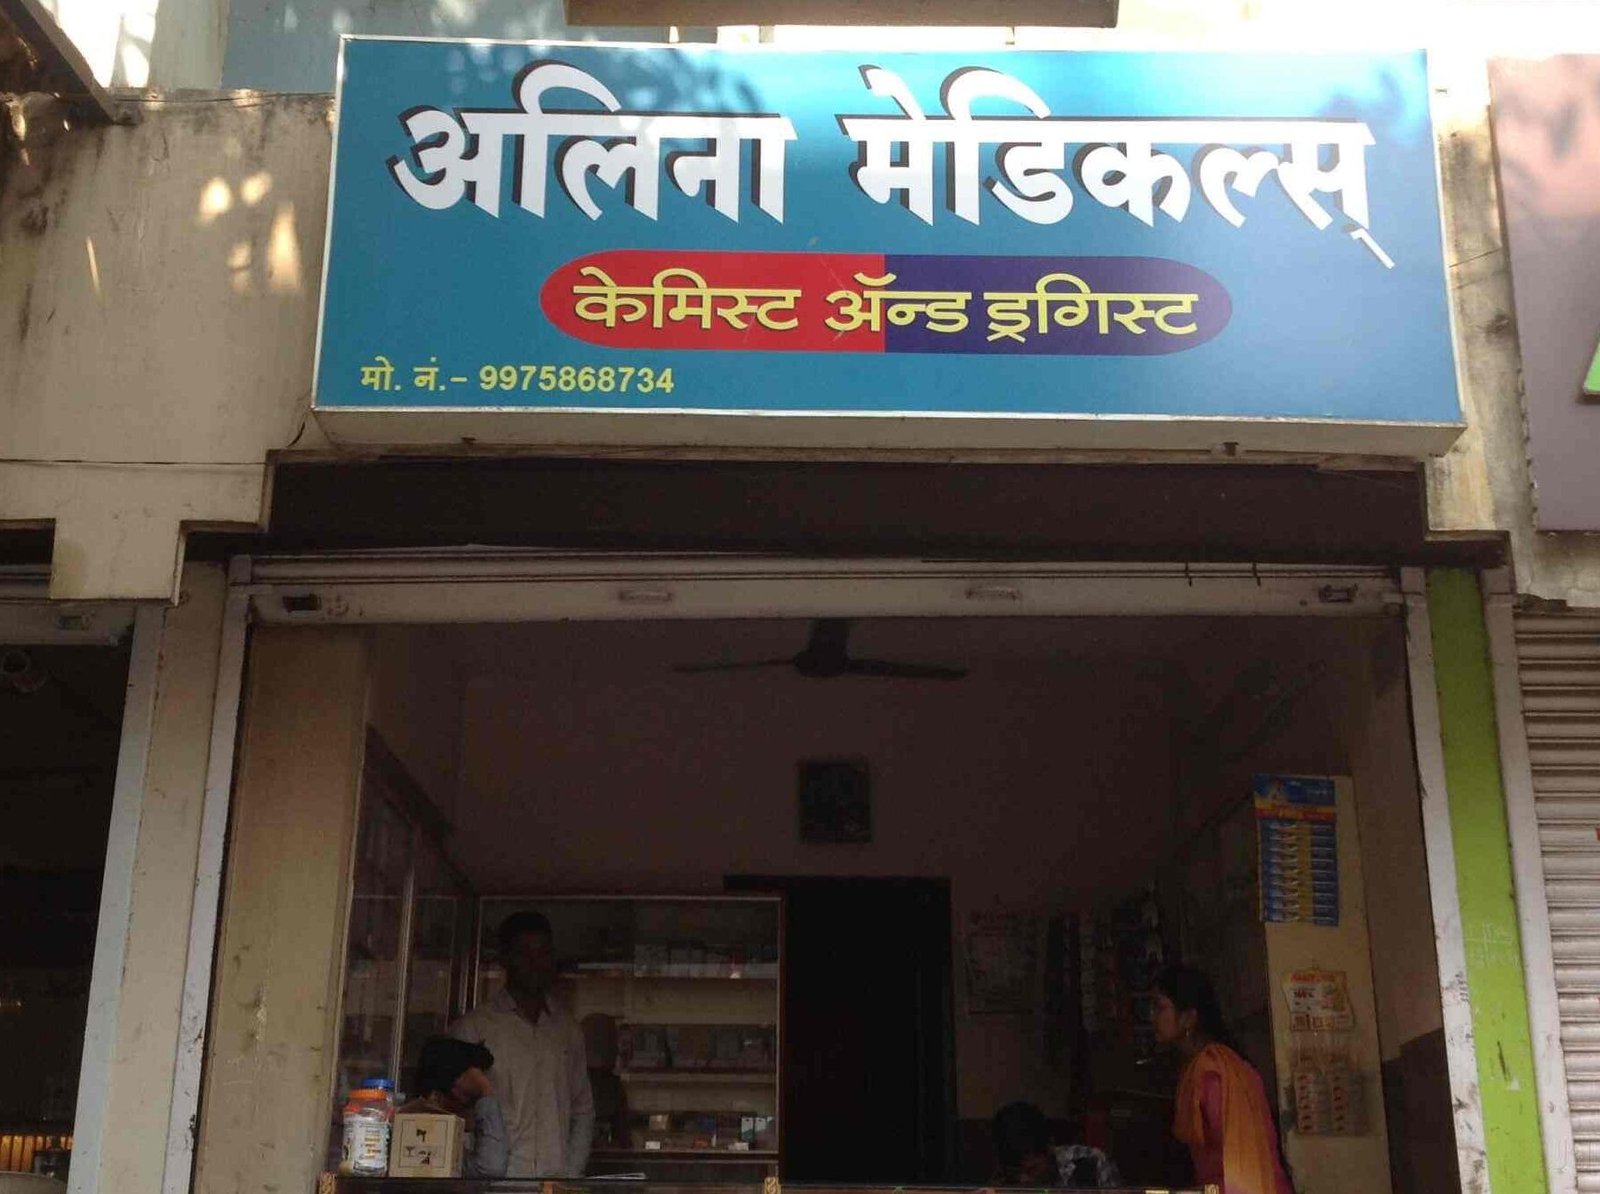 अलिना मेडिकल्स्
केमिस्ट ॲन्ड ड्रगिस्ट
मो. नं.- 9975868734